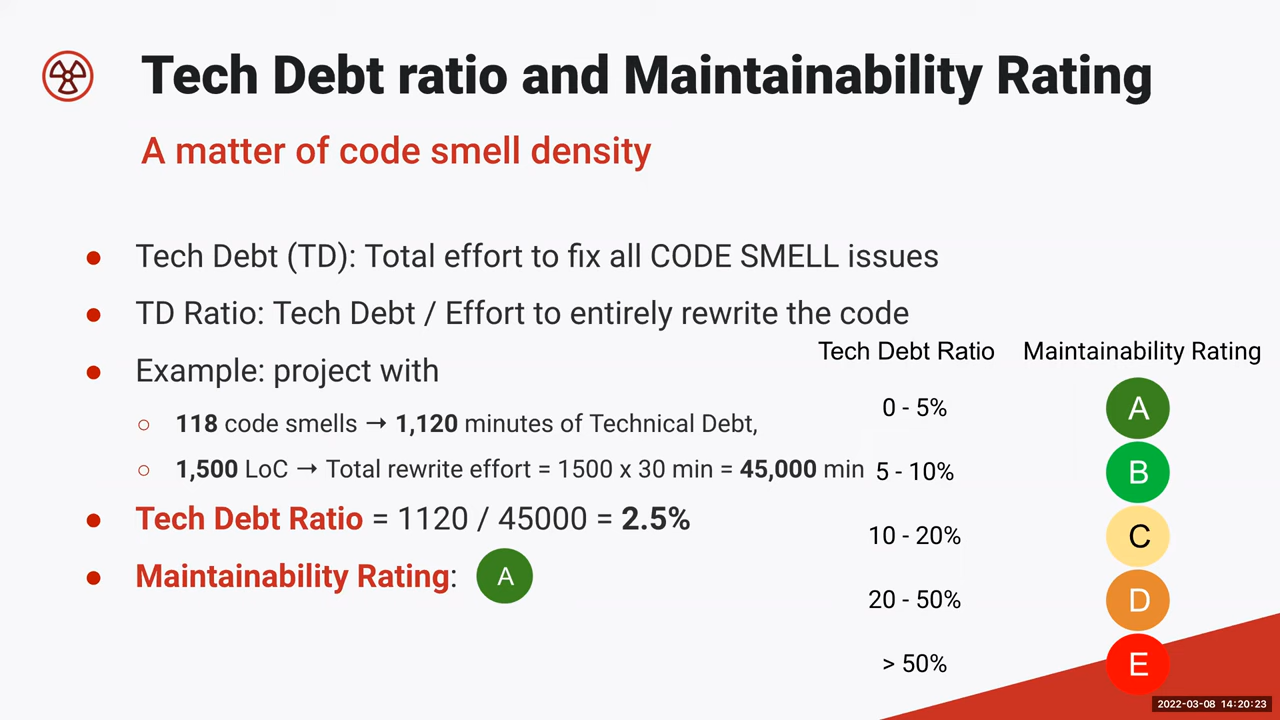 Tech Debt ratio and Maintainability Rating
A matter of code smell density
● Tech Debt (TD): Total effort to fix all CODE SMELL issues
● TD Ratio: Tech Debt / Effort to entirely rewrite the code
● Example: project with
○ 118 code smells → 1,120 minutes of Technical Debt,
○ 1,500 LoC → Total rewrite effort = 1500 x 30 min = 45,000 min
● Tech Debt Ratio = 1120 / 45000 = 2.5%
● Maintainability Rating: A
Tech Debt Ratio Maintainability Rating
0 - 5% A
5 - 10% B
10 - 20% C
20 - 50% D
> 50% E
2022-03-08 14:20:23